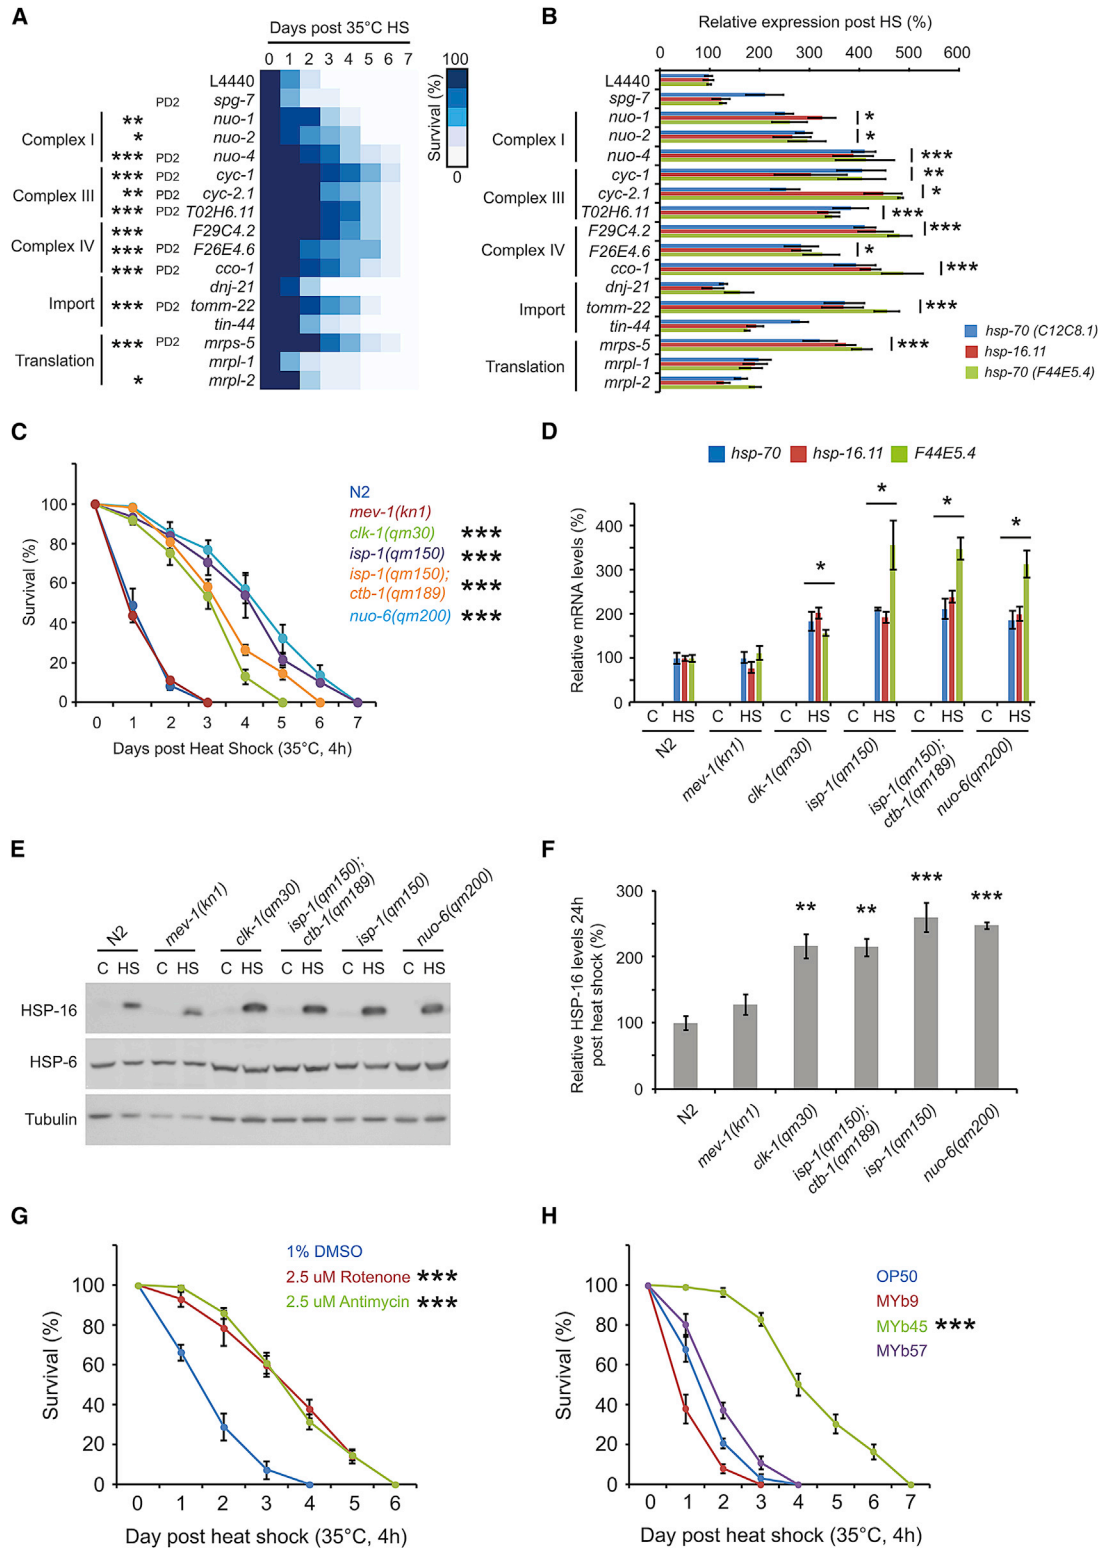 A
Days post 35°C HS
0 1 2 3 4 5 6 7
L4440
PD2 spg-7
** nuo-1
Complex I * nuo-2
*** PD2 nuo-4
*** PD2 cyc-1
Complex III ** PD2 cyc-2.1
*** PD2 T02H6.11
*** F29C4.2
Complex IV *** PD2 F26E4.6
*** PD2 cco-1
dnj-21
Import *** PD2 tomm-22
tin-44
*** PD2 mrps-5
Translation mrpl-1
* mrpl-2
100
Survival (%)
0
B
Relative expression post HS (%)
0 100 200 300 400 500 600
L4440
spg-7
nuo-1 *
Complex I nuo-2 *
nuo-4 ***
cyc-1 **
Complex III cyc-2.1 *
T02H6.11 ***
F29C4.2 ***
Complex IV F26E4.6 *
cco-1 ***
dnj-21
Import tomm-22 ***
tin-44
mrps-5 ***
Translation mrpl-1
mrpl-2
hsp-70 (C12C8.1)
hsp-16.11
hsp-70 (F44E5.4)
C
Survival (%)
100
80
60
40
20
0
0 1 2 3 4 5 6 7
Days post Heat Shock (35°C, 4h)
N2
mev-1(kn1)
clk-1(qm30) ***
isp-1(qm150) ***
isp-1(qm150);
ctb-1(qm189) ***
nuo-6(qm200) ***
D
hsp-70 hsp-16.11 F44E5.4
Relative mRNA levels (%)
400
300
200
100
0
* * * *
C HS C HS C HS C HS C HS C HS
N2
mev-1(kn1)
clk-1(qm30)
isp-1(qm150)
isp-1(qm150);
ctb-1(qm189)
nuo-6(qm200)
E
N2
mev-1(kn1)
clk-1(qm30)
isp-1(qm150);
ctb-1(qm189)
isp-1(qm150)
nuo-6(qm200)
C HS C HS C HS C HS C HS C HS
HSP-16
HSP-6
Tubulin
F
Relative HSP-16 levels 24h
post heat shock (%)
300
200
100
0
** ** *** ***
N2
mev-1(kn1)
clk-1(qm30)
isp-1(qm150);
ctb-1(qm189)
isp-1(qm150)
nuo-6(qm200)
G
Survival (%)
100
80
60
40
20
0
0 1 2 3 4 5 6
Day post heat shock (35°C, 4h)
1% DMSO
2.5 uM Rotenone ***
2.5 uM Antimycin ***
H
Survival (%)
100
80
60
40
20
0
0 1 2 3 4 5 6 7
Day post heat shock (35°C, 4h)
OP50
MYb9
MYb45 ***
MYb57